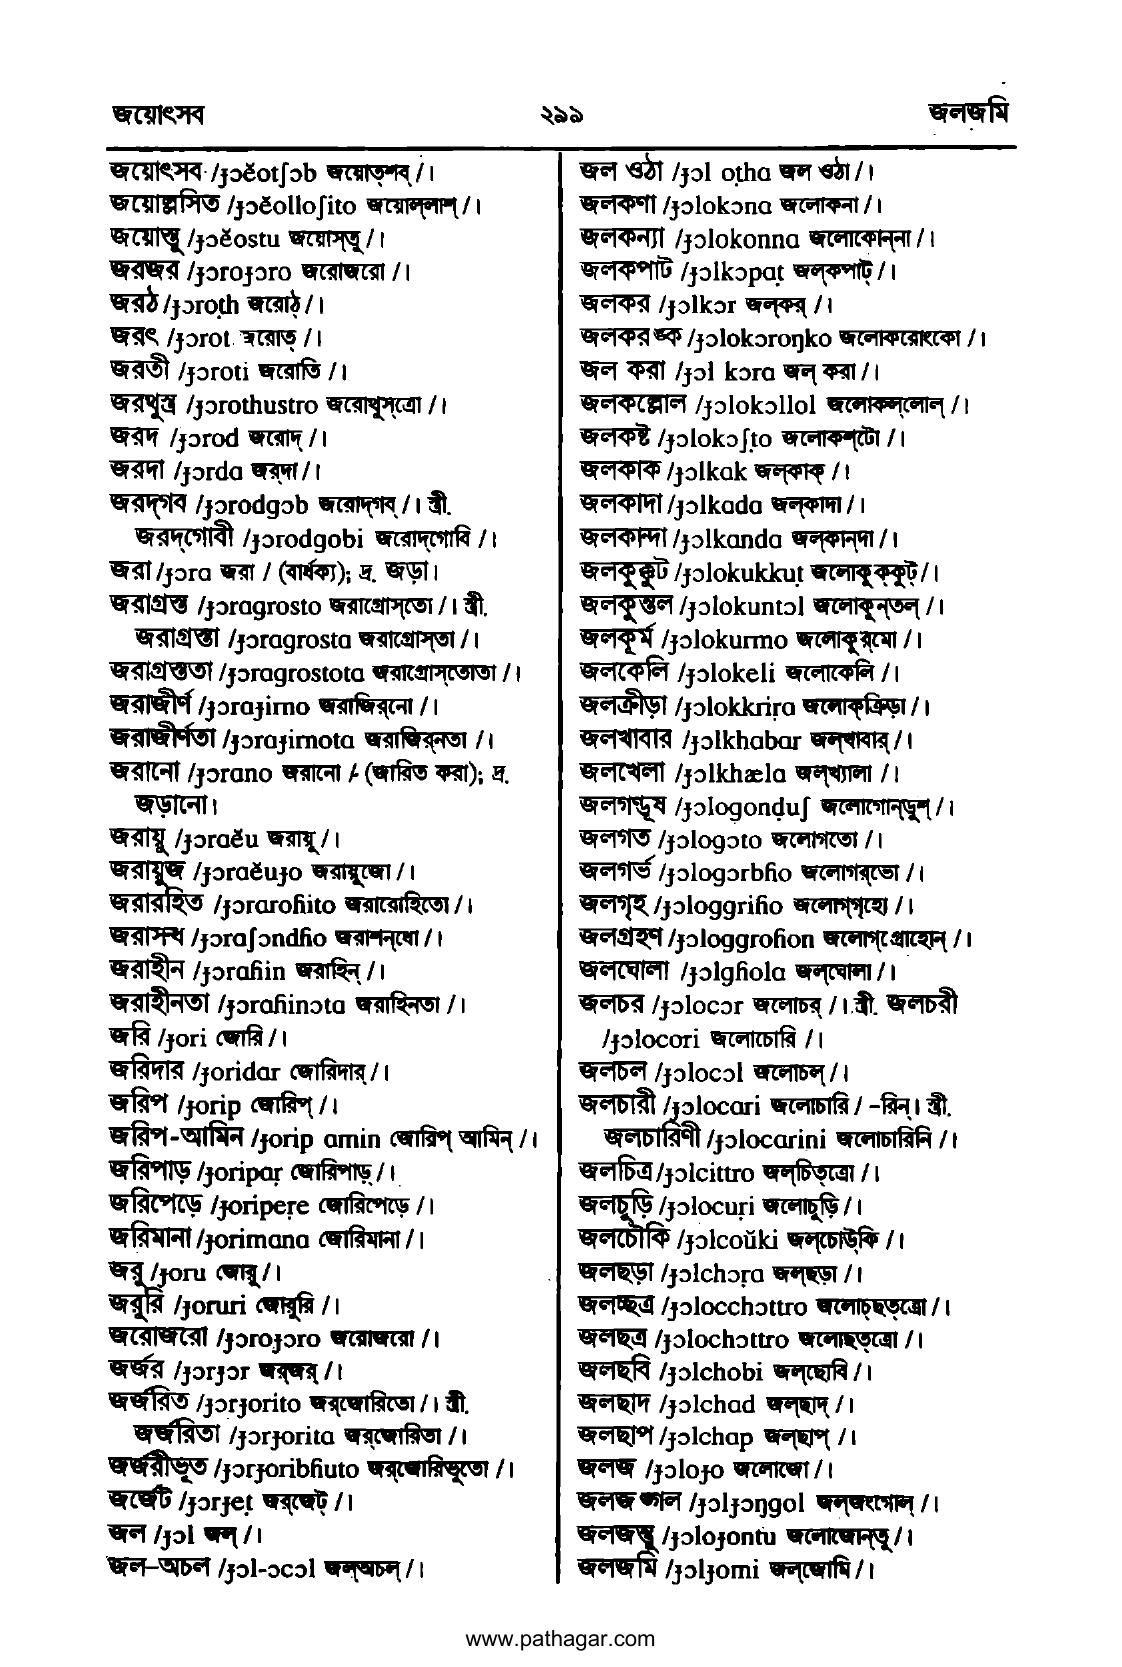 জয়োৎসব ২৯৯ জলজমি
জয়োৎসব /ɟɔĕotʃɔb জয়োত্‌শব্‌ /।
জয়োল্লসিত /ɟɔĕolloʃito জয়োল্‌লাশ্‌ /।
জয়োস্তু /ɟɔĕostu জয়োস্‌তু /।
জরজর /ɟɔroɟɔro জরোজরো /।
জরঠ /ɟɔroṭh জরোঠ্‌ /।
জরৎ /ɟɔrot জরোত্‌ /।
জরতী /ɟɔroti জরোতি /।
জরথুস্ত্র /ɟɔrothustro জরোথুস্‌ত্রো /।
জরদ /ɟɔrod জরোদ্‌ /।
জরদা /ɟɔrda জর্‌দা /।
জরদ্‌গব /ɟɔrodgɔb জরোদ্‌গব্‌ /। স্ত্রী.
জরদ্‌গোবী /ɟɔrodgobi জরোদ্‌গোবি /।
জরা /ɟɔra জরা / (বার্ধক্য); দ্র. জড়া।
জরাগ্রস্ত /ɟɔragrosto জরাগ্রোস্‌তো /। স্ত্রী.
জরাগ্রস্তা /ɟɔragrosta জরাগ্রোস্‌তা /।
জরাগ্রস্ততা /ɟɔragrostota জরাগ্রোস্‌তোতা /।
জরাজীর্ণ /ɟɔraɟirno জরাজির্‌নো /।
জরাজীর্ণতা /ɟɔraɟirnota জরাজির্‌নতা /।
জরানো /ɟɔrano জরানো /- (জারিত করা); দ্র.
জড়ানো।
জরায়ু /ɟɔraĕu জরায়ু /।
জরায়ুজ /ɟɔraĕuɟo জরায়ুজো /।
জরারহিত /ɟɔraroɦito জরারোহিতো /।
জরাসন্ধ /ɟɔraʃɔndɦo জরাশন্‌ধো /।
জরাহীন /ɟɔraɦin জরাহিন্‌ /।
জরাহীনতা /ɟɔraɦinɔta জরাহিনতা /।
জরি /ɟori জোরি /।
জরিদার /ɟoridar জোরিদার্‌ /।
জরিপ /ɟorip জোরিপ্‌ /।
জরিপ-আমিন /ɟorip amin জোরিপ্‌ আমিন্‌ /।
জরিপাড় /ɟoripaṛ জোরিপাড়্‌ /।
জরিপেড়ে /ɟoripeṛe জোরিপেড়ে /।
জরিমানা /ɟorimana জোরিমানা /।
জরু /ɟoru জোরু /।
জরুরি /ɟoruri জোরুরি /।
জরোজরো /ɟɔroɟɔro জরোজরো /।
জর্জর /ɟɔrɟɔr জর্‌জর্‌ /।
জর্জরিত /ɟɔrɟorito জর্‌জোরিতো /। স্ত্রী.
জর্জরিতা /ɟɔrɟorita জর্‌জোরিতা /।
জর্জরীভূত /ɟɔrɟoribɦuto জর্‌জোরিভুতো /।
জর্জেট /ɟɔrɟeṭ জর্‌জেট্‌ /।
জল /ɟɔl জল্‌ /।
জল-অচল /ɟɔl-ɔcɔl জল্‌অচল্‌ /।
জল ওঠা /ɟɔl oṭha জল ওঠা /।
জলকণা /ɟɔlokɔna জলোকনা /।
জলকন্যা /ɟɔlokonna জলোকোন্‌না /।
জলকপাট /ɟɔlkɔpaṭ জল্‌কপাট্‌ /।
জলকর /ɟɔlkɔr জল্‌কর্‌ /।
জলকরঙ্ক /ɟɔlokɔroŋko জলোকরোংকো /।
জল করা /ɟɔl kɔra জল্‌ করা /।
জলকল্লোল /ɟɔlokɔllol জলোকল্‌লোল্‌ /।
জলকষ্ট /ɟɔlokɔʃṭo জলোকশ্‌টো /।
জলকাক /ɟɔlkak জল্‌কাক্‌ /।
জলকাদা /ɟɔlkada জল্‌কাদা /।
জলকান্দা /ɟɔlkanda জল্‌কান্‌দা /।
জলকুক্কুট /ɟɔlokukkuṭ জলোকুক্‌কুট্‌ /।
জলকুন্তল /ɟɔlokuntɔl জলোকুন্‌তল্‌ /।
জলকূর্ম /ɟɔlokurmo জলোকুর্‌মো /।
জলকেলি /ɟɔlokeli জলোকেলি /।
জলক্রীড়া /ɟɔlokkriṛa জলোক্‌ক্রিড়া /।
জলখাবার /ɟɔlkhabar জল্‌খাবার্‌ /।
জলখেলা /ɟɔlkhæla জল্‌খ্যালা /।
জলগণ্ডূষ /ɟɔlogonḍuʃ জলোগোন্‌ডুশ্‌ /।
জলগত /ɟɔlogɔto জলোগতো /।
জলগর্ভ /ɟɔlogɔrbɦo জলোগর্‌ভো /।
জলগৃহ /ɟɔloggriɦo জলোগ্‌গৃহো /।
জলগ্রহণ /ɟɔloggroɦon জলোগ্‌গ্রোহোন্‌ /।
জলঘোলা /ɟɔlgɦola জল্‌ঘোলা /।
জলচর /ɟɔlocɔr জলোচর্‌ /। স্ত্রী. জলচরী
/ɟɔlocori জলোচোরি /।
জলচল /ɟɔlocɔl জলোচল্‌ /।
জলচারী /ɟɔlocari জলোচারি / -রিন্‌। স্ত্রী.
জলচারিণী /ɟɔlocarini জলোচারিনি /।
জলচিত্র /ɟɔlcittro জল্‌চিত্‌ত্রো /।
জলচুড়ি /ɟɔlocuṛi জলোচুড়ি /।
জলচৌকি /ɟɔlcoŭki জল্‌চোউ্‌কি /।
জলছড়া /ɟɔlchɔṛa জল্‌ছড়া /।
জলচ্ছত্র /ɟɔlocchɔttro জলোচ্‌ছত্‌ত্রো /।
জলছত্র /ɟɔlochɔttro জলোছত্‌ত্রো /।
জলছবি /ɟɔlchobi জল্‌ছোবি /।
জলছাদ /ɟɔlchad জল্‌ছাদ্‌ /।
জলছাপ /ɟɔlchap জল্‌ছাপ্‌ /।
জলজ /ɟɔloɟo জলোজো /।
জলজঙ্গল /ɟɔlɟɔŋgol জল্‌জংগোল্‌ /।
জলজন্তু /ɟɔloɟontu জলোজোন্‌তু /।
জলজমি /ɟɔlɟomi জল্‌জোমি /।
www.pathagar.com